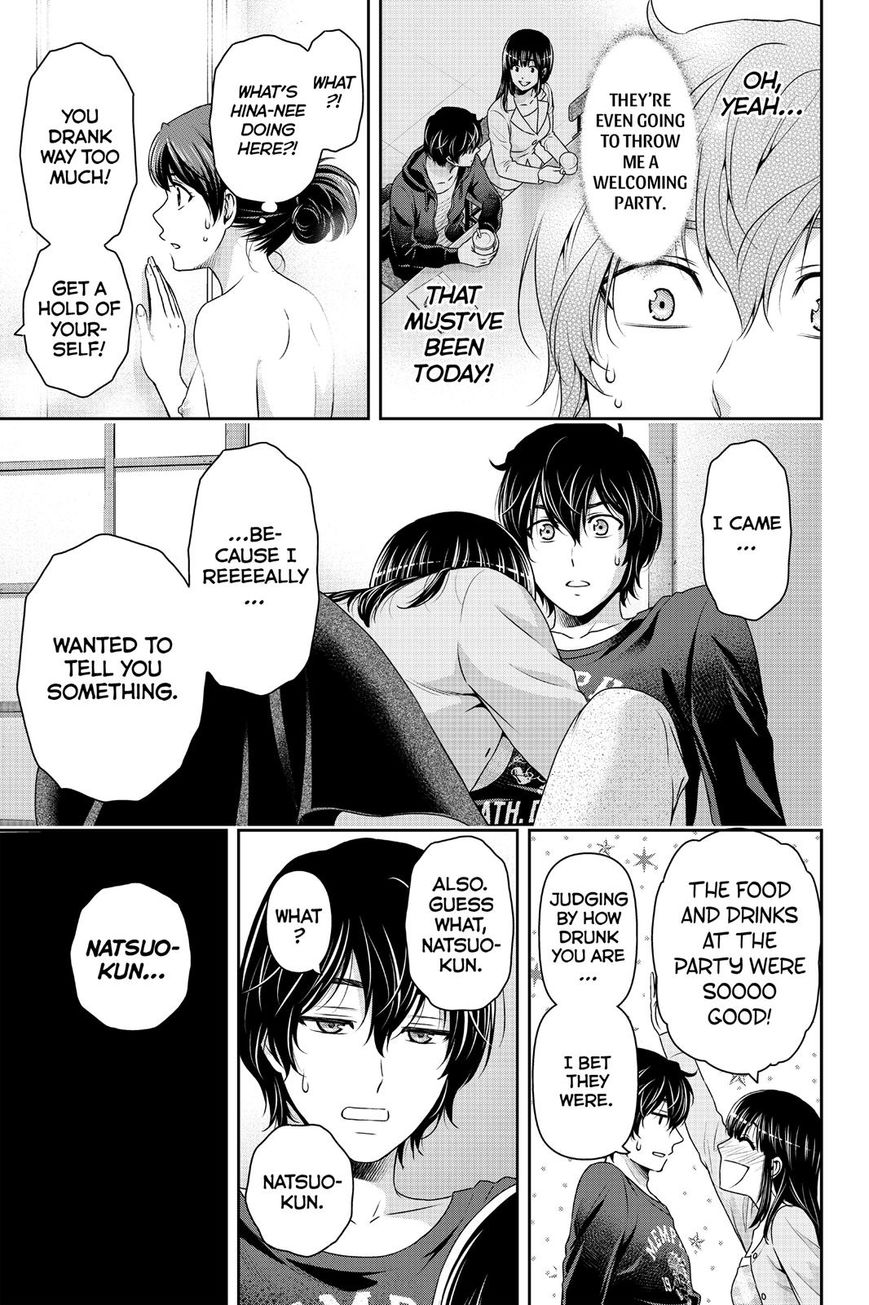 OH,
YEAH...
THEY'RE
EVEN GOING
TO THROW
ME A
WELCOMING
PARTY.
THAT
MUST'VE
BEEN
TODAY!
WHAT
?!
WHAT'S
HINA-NEE
DOING
HERE?!
YOU
DRANK
WAY TOO
MUCH!
GET A
HOLD OF
YOUR-
SELF!
I CAME
...
...BE-
CAUSE I
REEEEALLY
...
WANTED TO
TELL YOU
SOMETHING.
ATH. D
THE FOOD
AND DRINKS
AT THE
PARTY WERE
SOOOO
GOOD!
JUDGING
BY HOW
DRUNK
YOU ARE
...
I BET
THEY
WERE.
MEMP
19
ALSO.
GUESS
WHAT,
NATSUO-
KUN.
WHAT
?
NATSUO-
KUN.
NATSUO-
KUN...